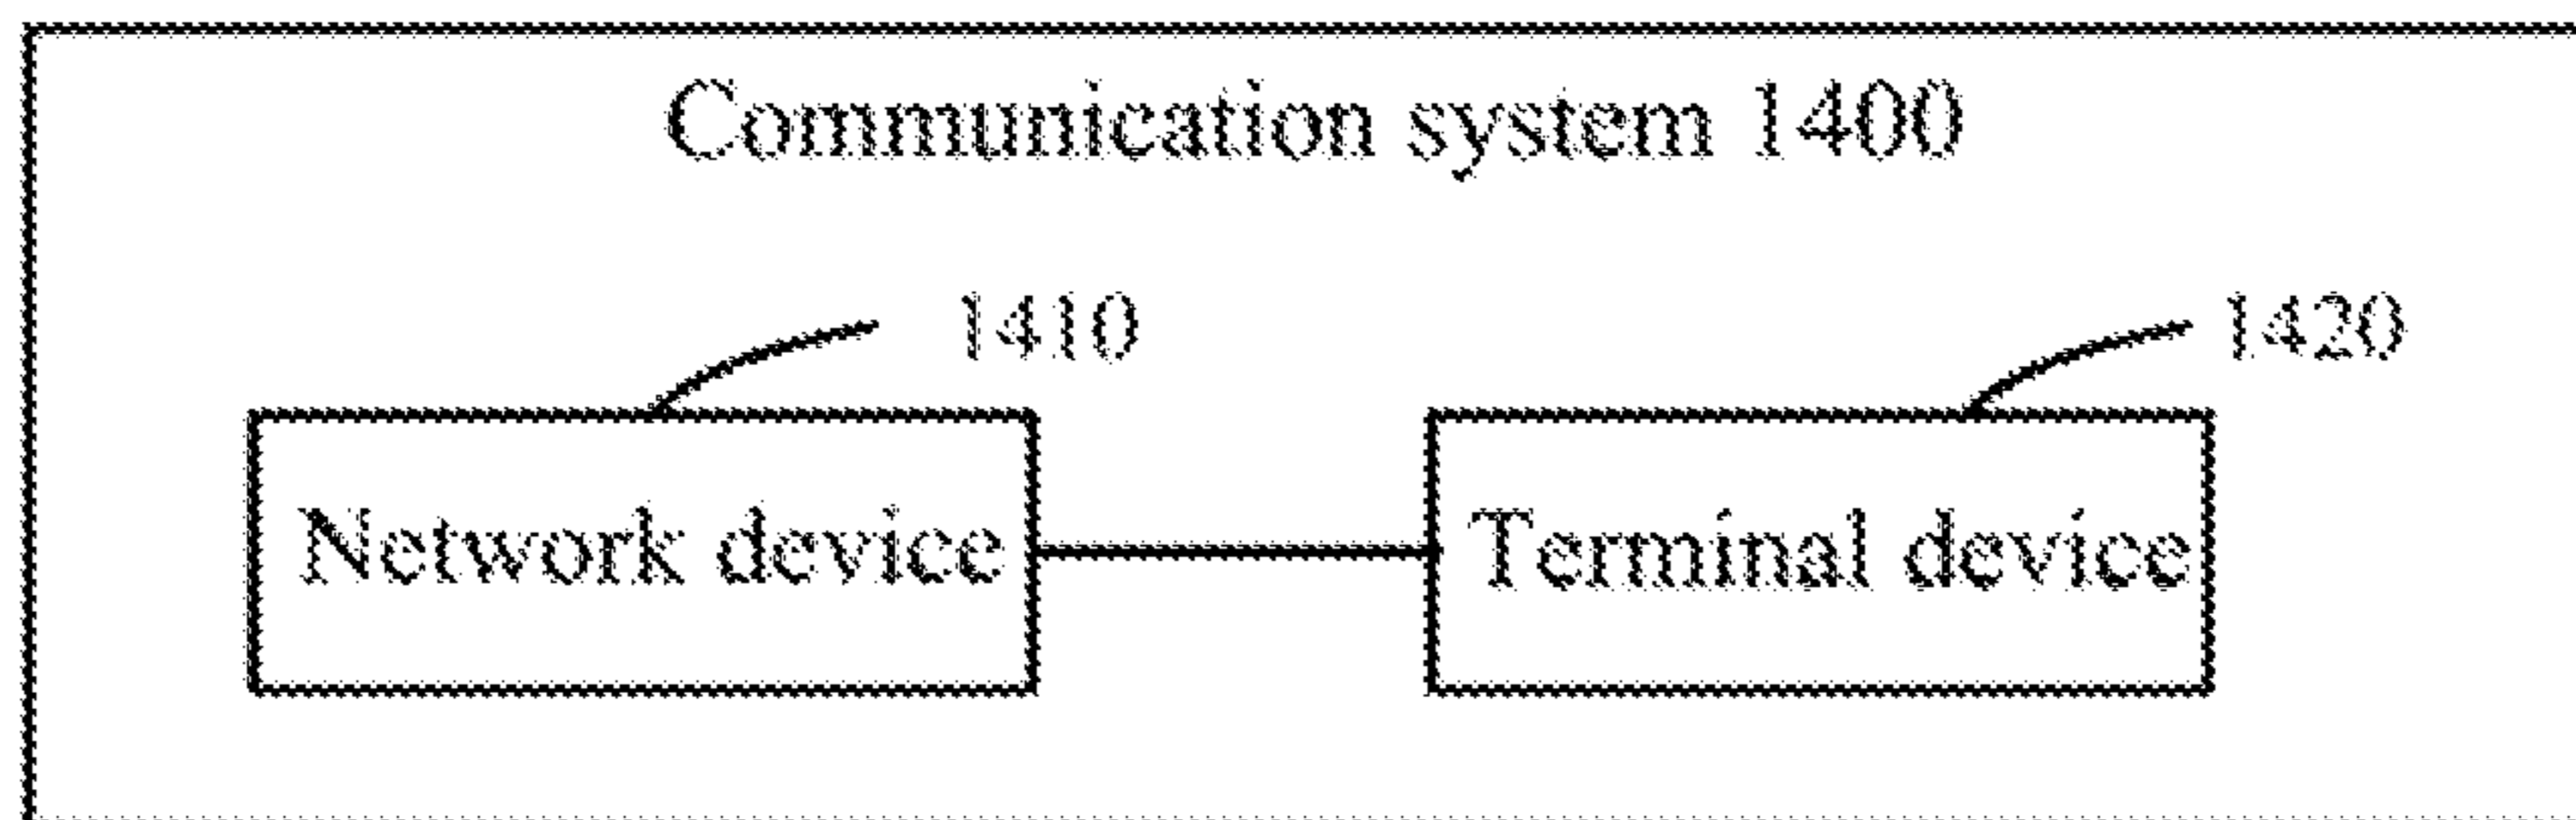 Communication system 1400
1410
1420
Network device
Terminal device